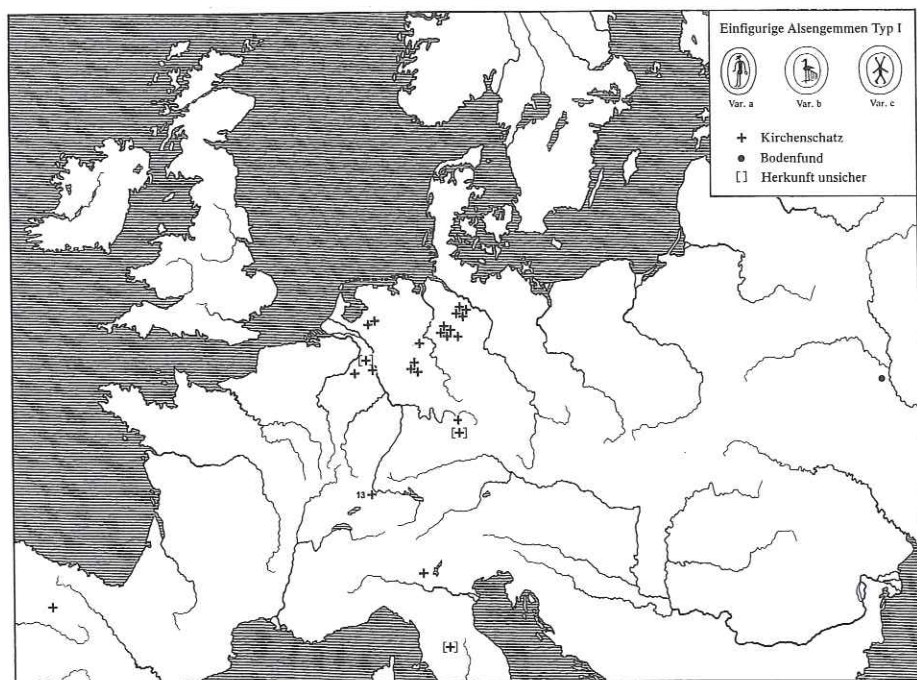 Einfigurige Alsengemmen Typ I
Var. a Var. b Var. c
+ Kirchenschatz
● Bodenfund
[ ] Herkunft unsicher
[+]
[+]
13 +
[+]